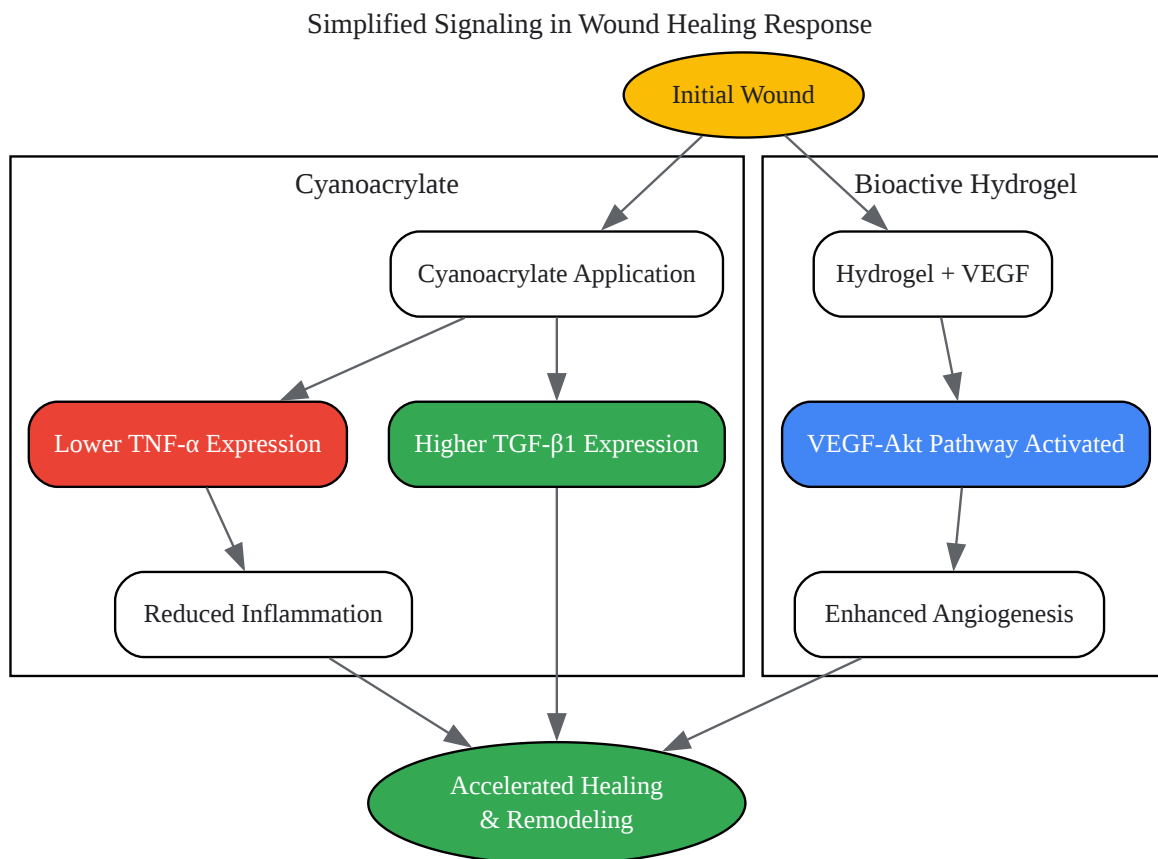 Simplified Signaling in Wound Healing Response
Initial Wound
Cyanoacrylate
Bioactive Hydrogel
Cyanoacrylate Application
Hydrogel + VEGF
Lower TNF-α Expression
Higher TGF-β1 Expression
VEGF-Akt Pathway Activated
Reduced Inflammation
Enhanced Angiogenesis
Accelerated Healing
& Remodeling